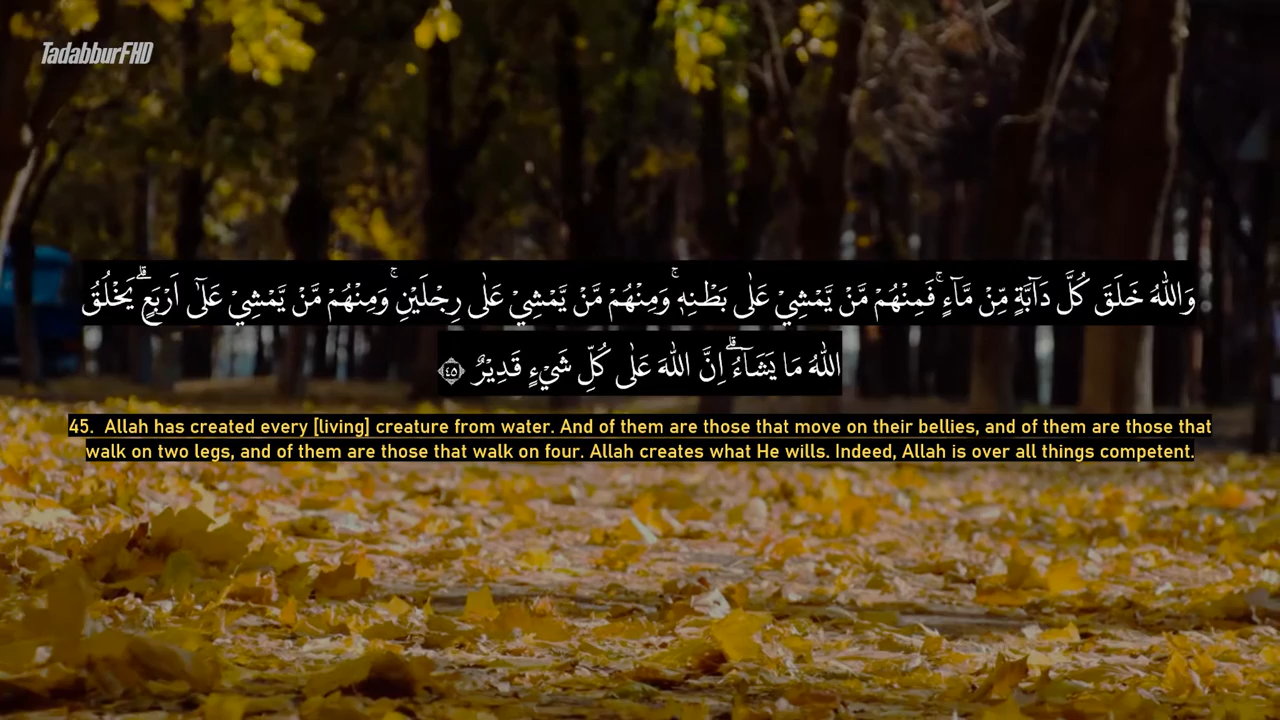 TadabburFHD
وَاللّٰهُ خَلَقَ كُلَّ دَآبَّةٍ مِّنْ مَّآءٍ ۚ فَمِنْهُمْ مَّنْ يَّمْشِيْ عَلٰى بَطْنِهٖ ۚ وَمِنْهُمْ مَّنْ يَّمْشِيْ عَلٰى رِجْلَيْنِ ۚ وَمِنْهُمْ مَّنْ يَّمْشِيْ عَلٰٓى اَرْبَعٍ ۗ يَخْلُقُ
اللّٰهُ مَا يَشَآءُ ۗ اِنَّ اللّٰهَ عَلٰى كُلِّ شَيْءٍ قَدِيْرٌ ۝٤٥
45. Allah has created every [living] creature from water. And of them are those that move on their bellies, and of them are those that
walk on two legs, and of them are those that walk on four. Allah creates what He wills. Indeed, Allah is over all things competent.